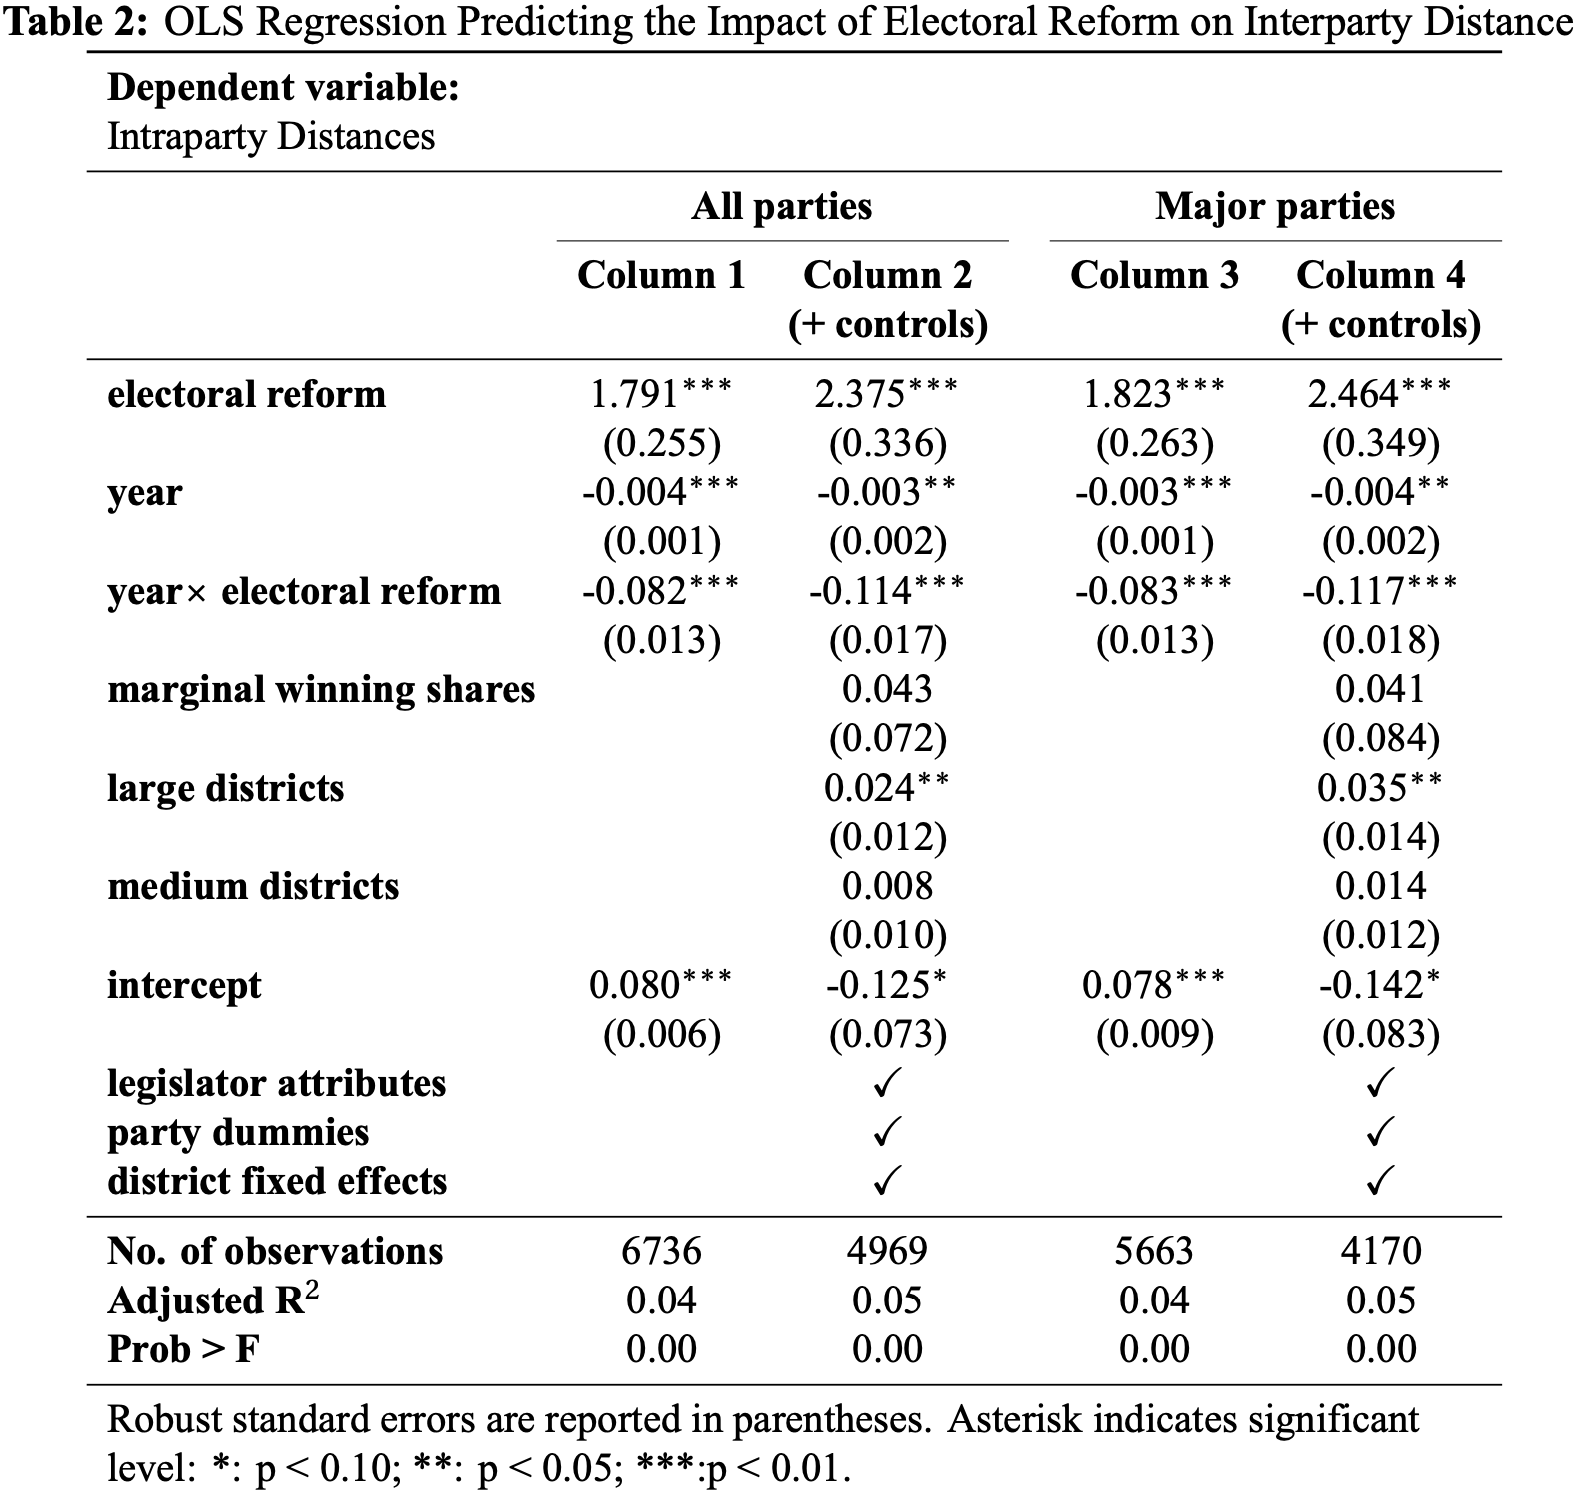 Table 2: OLS Regression Predicting the Impact of Electoral Reform on Interparty Distance
Dependent variable:
Intraparty Distances
All parties Major parties
Column 1 Column 2 Column 3 Column 4
(+ controls) (+ controls)
electoral reform 1.791*** 2.375*** 1.823*** 2.464***
(0.255) (0.336) (0.263) (0.349)
year -0.004*** -0.003** -0.003*** -0.004**
(0.001) (0.002) (0.001) (0.002)
year× electoral reform -0.082*** -0.114*** -0.083*** -0.117***
(0.013) (0.017) (0.013) (0.018)
marginal winning shares 0.043 0.041
(0.072) (0.084)
large districts 0.024** 0.035**
(0.012) (0.014)
medium districts 0.008 0.014
(0.010) (0.012)
intercept 0.080*** -0.125* 0.078*** -0.142*
(0.006) (0.073) (0.009) (0.083)
legislator attributes ✓ ✓
party dummies ✓ ✓
district fixed effects ✓ ✓
No. of observations 6736 4969 5663 4170
Adjusted R² 0.04 0.05 0.04 0.05
Prob > F 0.00 0.00 0.00 0.00
Robust standard errors are reported in parentheses. Asterisk indicates significant
level: *: p < 0.10; **: p < 0.05; ***:p < 0.01.